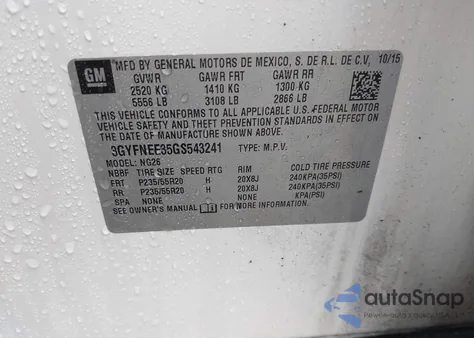 GM
MFD BY GENERAL MOTORS DE MEXICO, S. DE R.L. DE C.V, 10/15
GVWR GAWR FRT GAWR RR
2520 KG 1410 KG 1300 KG
5556 LB 3108 LB 2866 LB
THIS VEHICLE CONFORMS TO ALL APPLICABLE U.S. FEDERAL MOTOR
VEHICLE SAFETY, BUMPER, AND THEFT PREVENTION STANDARDS IN EFFECT ON
THE DATE OF MANUFACTURE SHOWN ABOVE.
3GYFNEE35GS543241 TYPE: M.P.V.
MODEL: NG26
NBBF TIRE SIZE SPEED RTG RIM COLD TIRE PRESSURE
FRT P235/55R20 H 20X8J 240KPA(35PSI)
RR P235/55R20 H 20X8J 240KPA(35PSI)
SPA NONE NONE KPA(PSI)
SEE OWNER'S MANUAL FOR MORE INFORMATION.
autoSnap